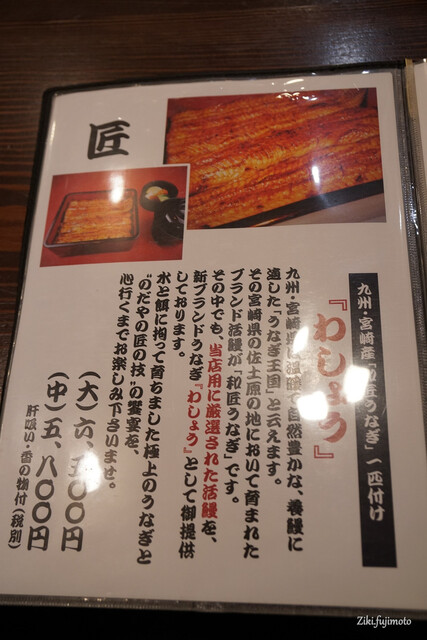 匠
九州・宮崎産「和匠うなぎ」一匹付け
『わしょう』
九州・宮崎県は温暖で自然豊かな、養鰻に
適した「うなぎ王国」と云えます。
その宮崎県の佐土原の地において育まれた
ブランド活鰻が「和匠うなぎ」です。
その中でも、当店用に厳選された活鰻を、
新ブランドうなぎ『わしょう』として御提供
しております。
水と餌に拘って育ちました極上のうなぎと
"のだやの匠の技"の饗宴を、
心行くまでお楽しみ下さいませ。
(大)六、五〇〇円
(中)五、八〇〇円
肝吸い・香の物付(税別)
Ziki.fujimoto